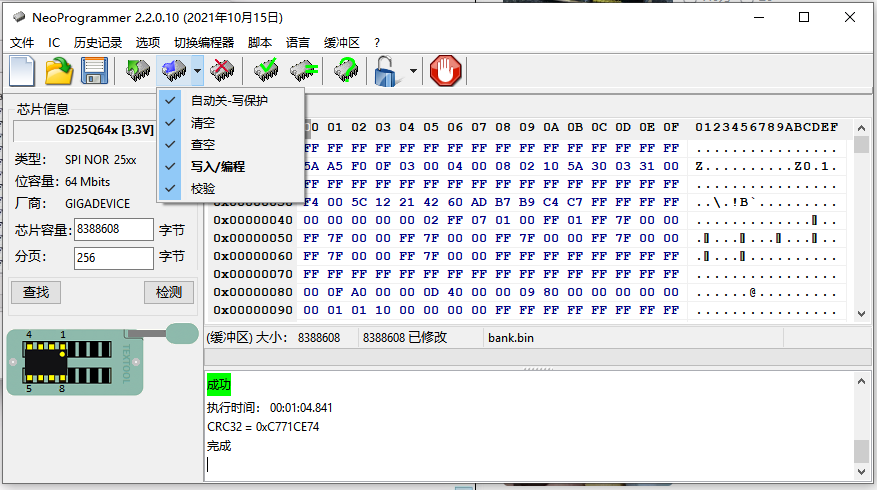 NeoProgrammer 2.2.0.10 (2021年10月15日)
文件 IC 历史记录 选项 切换编程器 脚本 语言 缓冲区 ?
自动关-写保护
清空
查空
写入/编程
校验
芯片信息
GD25Q64x [3.3V]
类型: SPI NOR 25xx
位容量: 64 Mbits
厂商: GIGADEVICE
芯片容量: 8388608 字节
分页: 256 字节
查找 检测
4 1
5 8
TEXTOOL
00 01 02 03 04 05 06 07 08 09 0A 0B 0C 0D 0E 0F 0123456789ABCDEF
FF FF FF FF FF FF FF FF FF FF FF FF FF FF FF ................
5A A5 F0 0F 03 00 04 00 08 02 10 5A 30 03 31 00 Z..........Z0.1.
FF FF FF FF FF FF FF FF FF FF FF FF FF FF FF ................
F4 00 5C 12 21 42 60 AD B7 B9 C4 C7 FF FF FF FF ..\.!B`.........
0x00000040 00 00 00 00 00 02 FF 07 01 00 FF 01 FF 7F 00 00
0x00000050 FF 7F 00 00 FF 7F 00 00 FF 7F 00 00 FF 7F 00 00
0x00000060 FF 7F 00 00 FF 7F 00 00 FF FF FF FF FF FF FF FF
0x00000070 FF FF FF FF FF FF FF FF FF FF FF FF FF FF FF FF ................
0x00000080 00 0F A0 00 00 0D 40 00 00 09 80 00 00 00 00 00 ......@.........
0x00000090 00 01 01 10 00 00 00 00 FF FF FF FF FF FF FF FF ................
(缓冲区) 大小: 8388608 8388608 已修改 bank.bin
成功
执行时间: 00:01:04.841
CRC32 = 0xC771CE74
完成